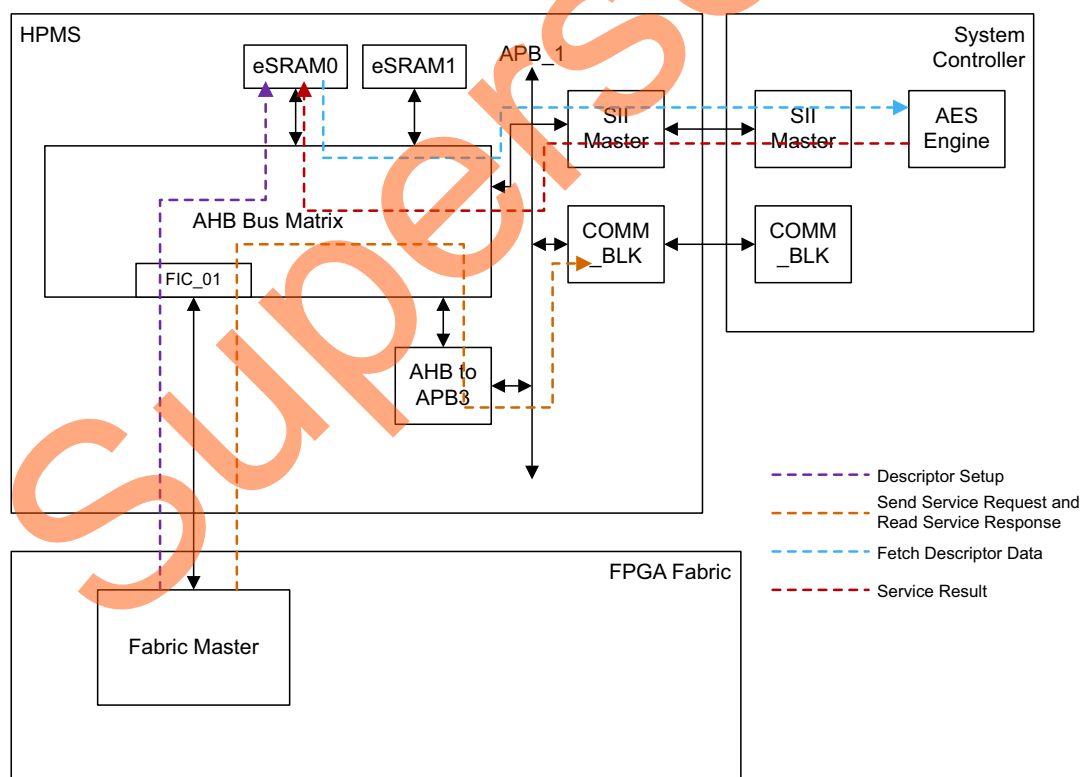 HPMS
System
Controller
eSRAM0
eSRAM1
APB_1
SII
Master
SII
Master
AES
Engine
AHB Bus Matrix
COMM
_BLK
COMM
_BLK
FIC_01
AHB to
APB3
Descriptor Setup
Send Service Request and
Read Service Response
Fetch Descriptor Data
Service Result
FPGA Fabric
Fabric Master
Superse